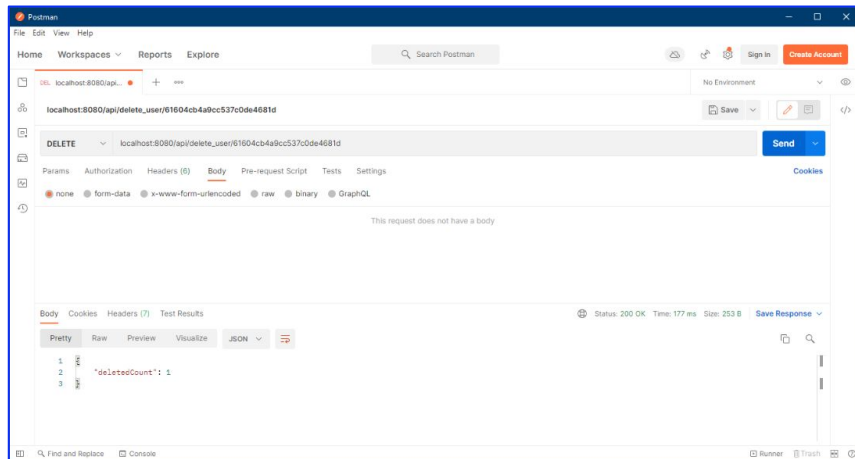 Postman
File Edit View Help
Home Workspaces Reports Explore Search Postman Sign In Create Account
DEL localhost:8080/api... + ••• No Environment
localhost:8080/api/delete_user/61604cb4a9cc537c0de4681d Save
DELETE localhost:8080/api/delete_user/61604cb4a9cc537c0de4681d Send
Params Authorization Headers (6) Body Pre-request Script Tests Settings Cookies
none form-data x-www-form-urlencoded raw binary GraphQL
This request does not have a body
Body Cookies Headers (7) Test Results Status: 200 OK Time: 177 ms Size: 253 B Save Response
Pretty Raw Preview Visualize JSON
1 {
2 "deletedCount": 1
3 }
Find and Replace Console Runner Trash